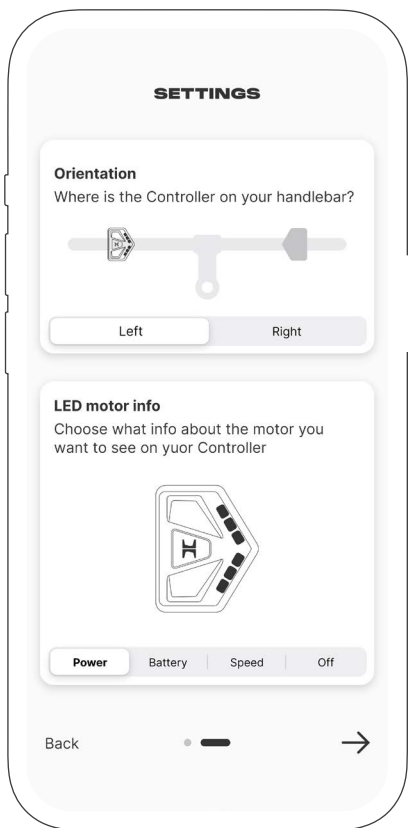 SETTINGS
Orientation
Where is the Controller on your handlebar?
Left Right
LED motor info
Choose what info about the motor you
want to see on yuor Controller
Power Battery Speed Off
Back